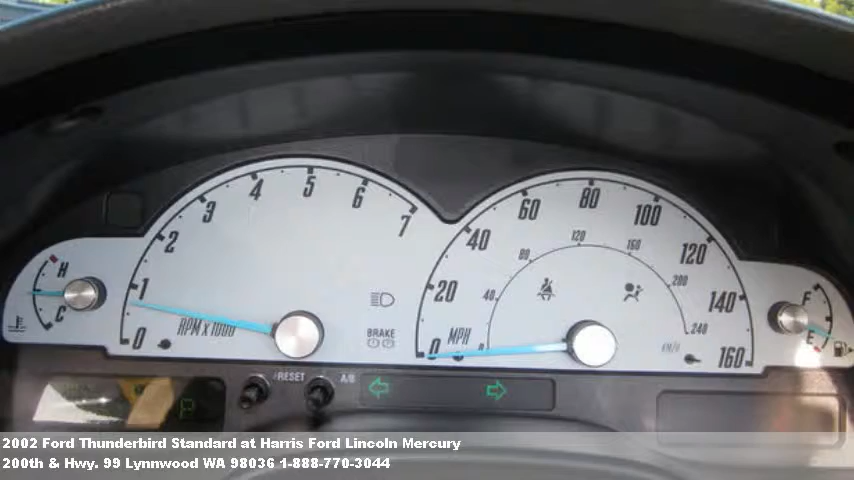 5
4 6
3 7
2
1
0
RPM x 1000
H
C
BRAKE
80
60 100
40 120
20 140
0 160
MPH
120
80 160
40 200
0 240
KM/H
F
E
/RESET A/B
P
2002 Ford Thunderbird Standard at Harris Ford Lincoln Mercury
200th & Hwy. 99 Lynnwood WA 98036 1-888-770-3044